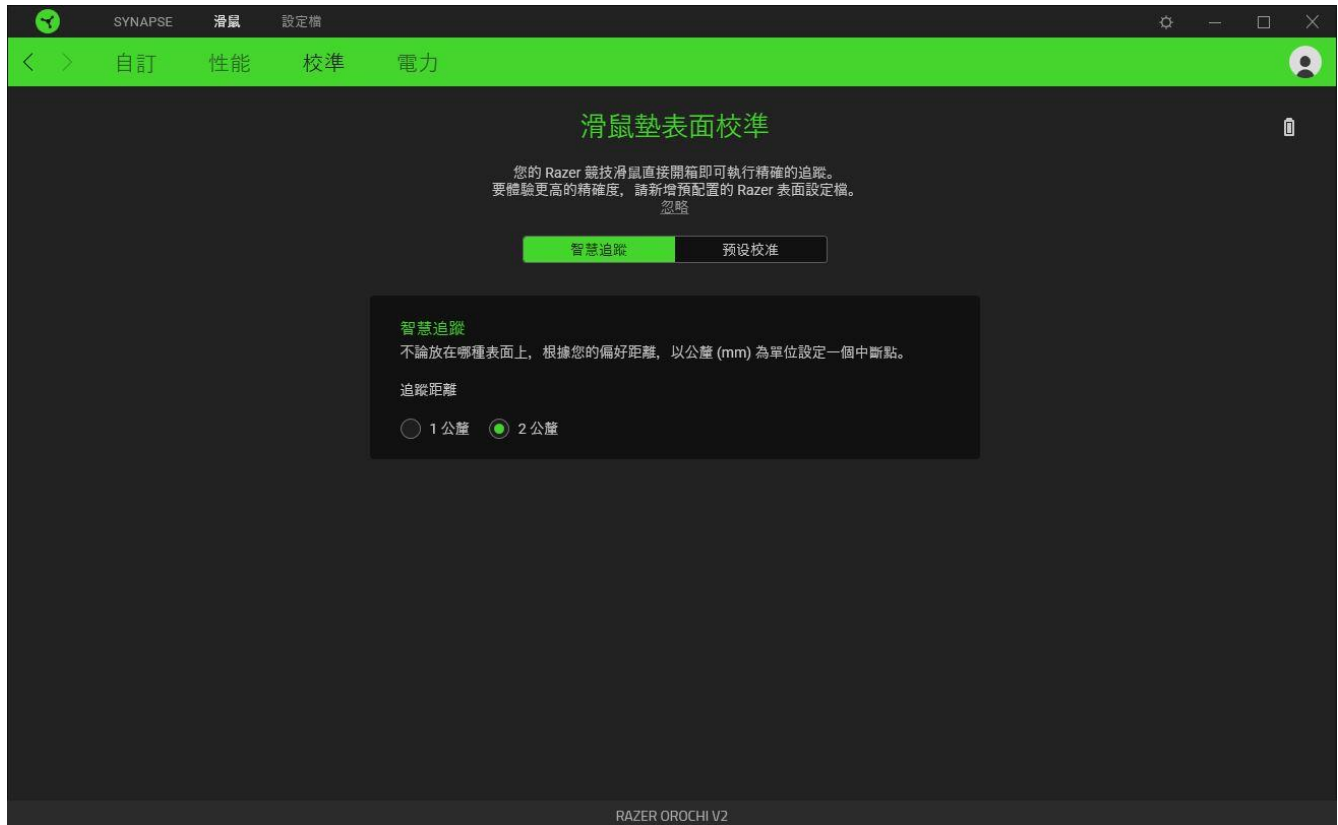 SYNAPSE 滑鼠 設定檔
自訂 性能 校準 電力
滑鼠墊表面校準
您的 Razer 競技滑鼠直接開箱即可執行精確的追蹤。
要體驗更高的精確度，請新增預配置的 Razer 表面設定檔。
忽略
智慧追蹤 预设校准
智慧追蹤
不論放在哪種表面上，根據您的偏好距離，以公釐 (mm) 為單位設定一個中斷點。
追蹤距離
1 公釐 2 公釐
RAZER OROCHI V2